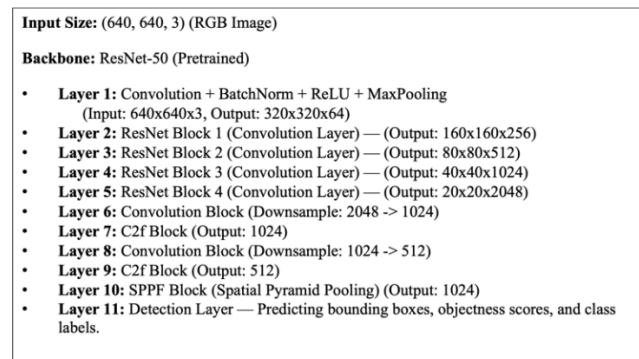 Input Size: (640, 640, 3) (RGB Image)
Backbone: ResNet-50 (Pretrained)
• Layer 1: Convolution + BatchNorm + ReLU + MaxPooling
(Input: 640x640x3, Output: 320x320x64)
• Layer 2: ResNet Block 1 (Convolution Layer) — (Output: 160x160x256)
• Layer 3: ResNet Block 2 (Convolution Layer) — (Output: 80x80x512)
• Layer 4: ResNet Block 3 (Convolution Layer) — (Output: 40x40x1024)
• Layer 5: ResNet Block 4 (Convolution Layer) — (Output: 20x20x2048)
• Layer 6: Convolution Block (Downsample: 2048 -> 1024)
• Layer 7: C2f Block (Output: 1024)
• Layer 8: Convolution Block (Downsample: 1024 -> 512)
• Layer 9: C2f Block (Output: 512)
• Layer 10: SPPF Block (Spatial Pyramid Pooling) (Output: 1024)
• Layer 11: Detection Layer — Predicting bounding boxes, objectness scores, and class
labels.